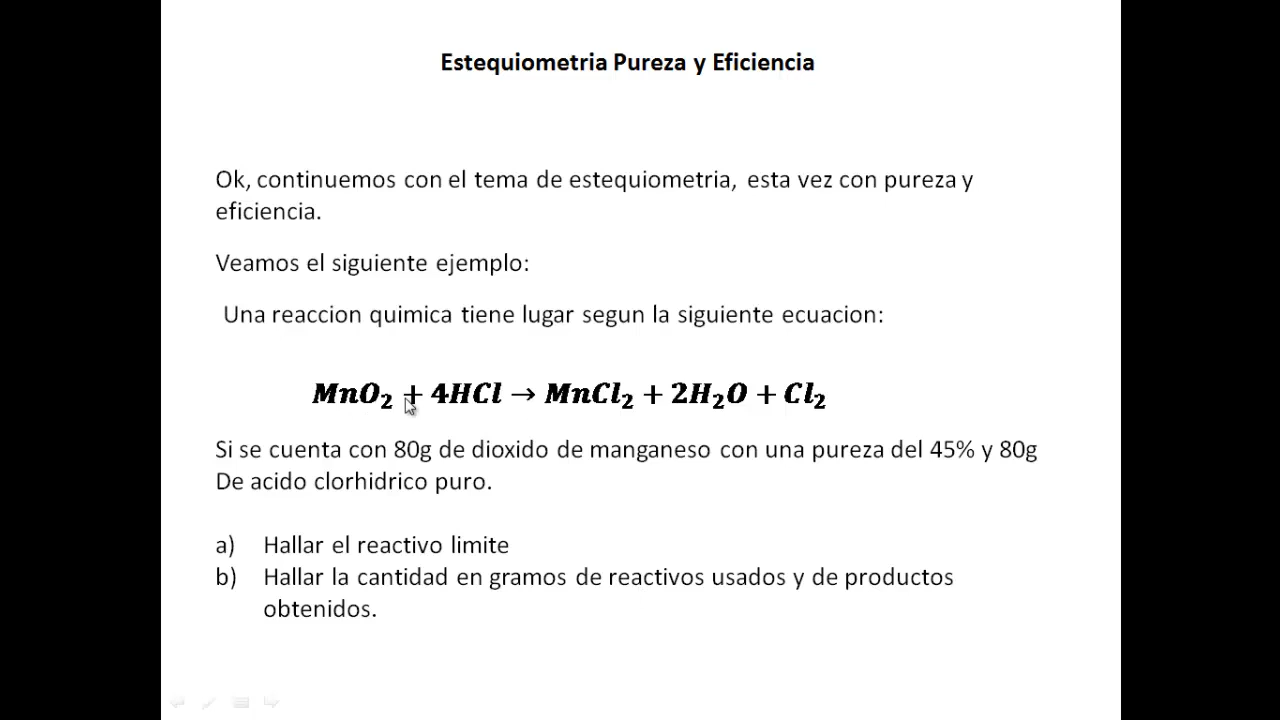 Estequiometria Pureza y Eficiencia
Ok, continuemos con el tema de estequiometria, esta vez con pureza y
eficiencia.
Veamos el siguiente ejemplo:
Una reaccion quimica tiene lugar segun la siguiente ecuacion:
MnO₂ + 4HCl → MnCl₂ + 2H₂O + Cl₂
Si se cuenta con 80g de dioxido de manganeso con una pureza del 45% y 80g
De acido clorhidrico puro.
a) Hallar el reactivo limite
b) Hallar la cantidad en gramos de reactivos usados y de productos
obtenidos.